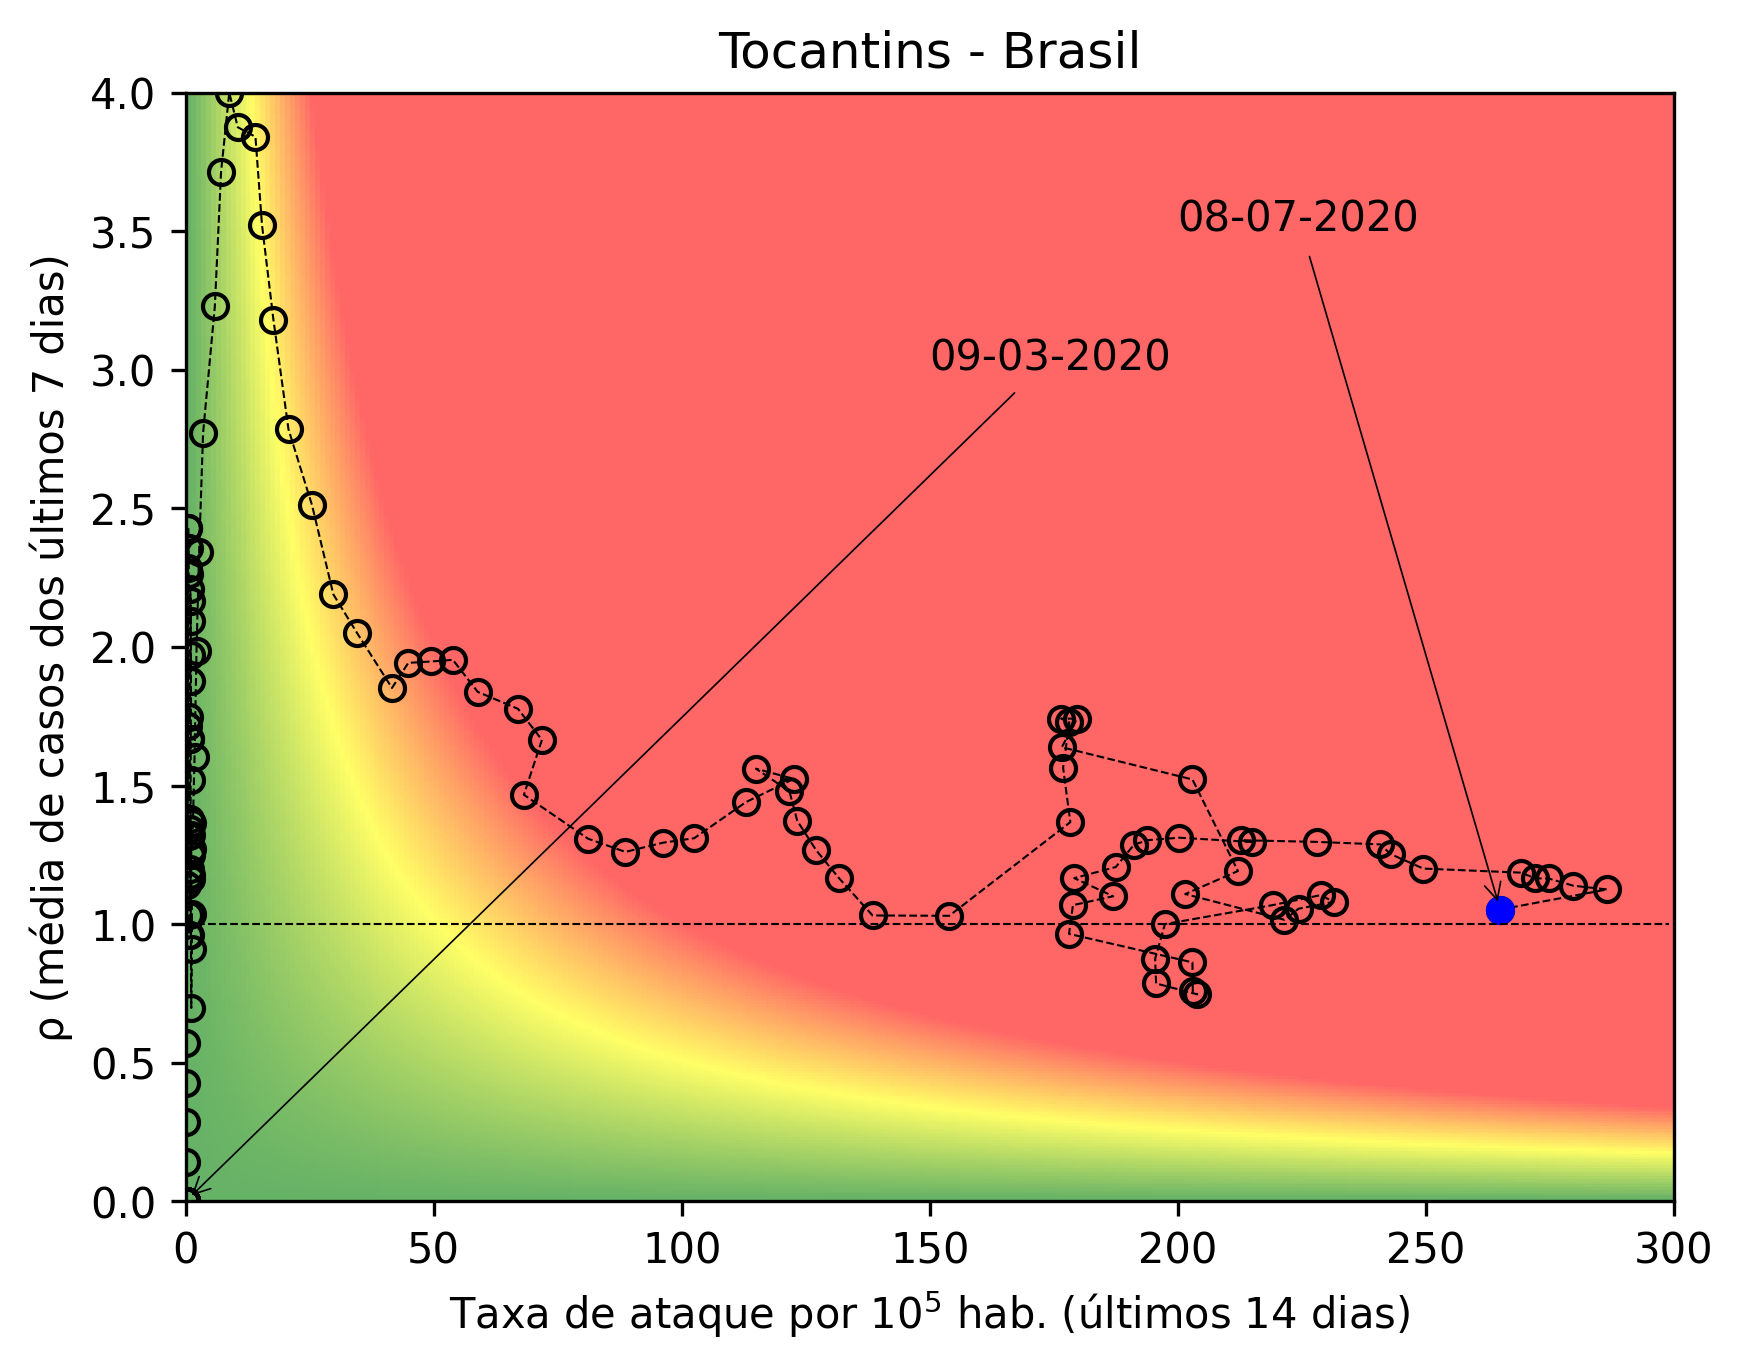 Tocantins - Brasil
4.0
3.5
3.0
2.5
2.0
1.5
1.0
0.5
0.0
ρ (média de casos dos últimos 7 dias)
08-07-2020
09-03-2020
0 50 100 150 200 250 300
Taxa de ataque por 10⁵ hab. (últimos 14 dias)